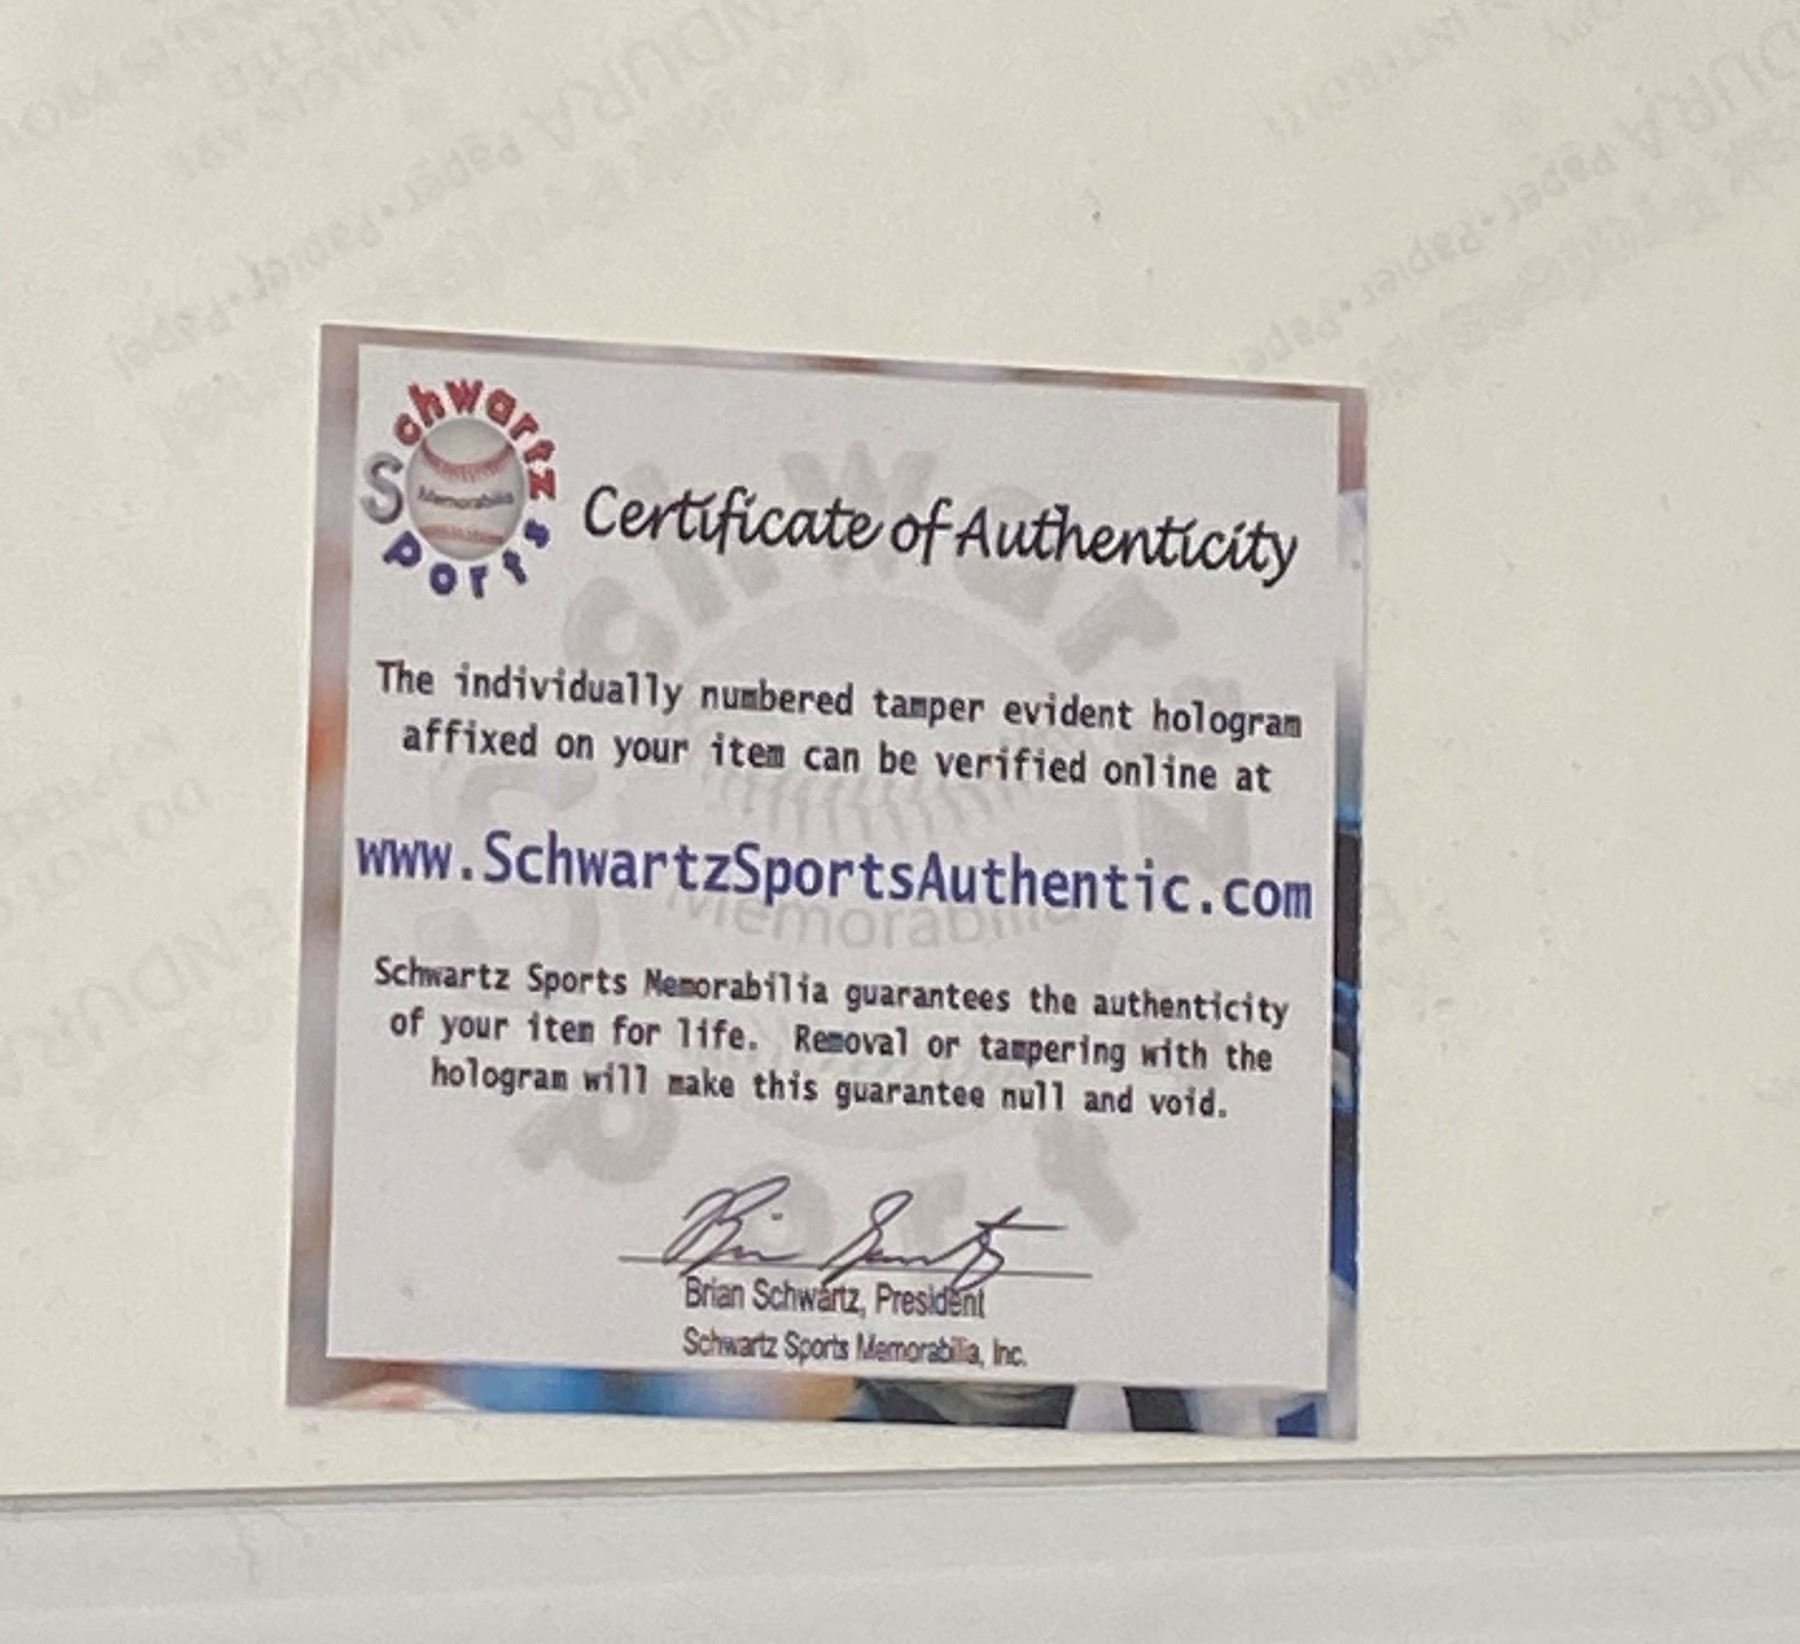 Schwartz
Sports
Memorabilia
Certificate of Authenticity
The individually numbered tamper evident hologram
affixed on your item can be verified online at
www.SchwartzSportsAuthentic.com
Schwartz Sports Memorabilia guarantees the authenticity
of your item for life. Removal or tampering with the
hologram will make this guarantee null and void.
Brian Schwartz
Brian Schwartz, President
Schwartz Sports Memorabilia, Inc.